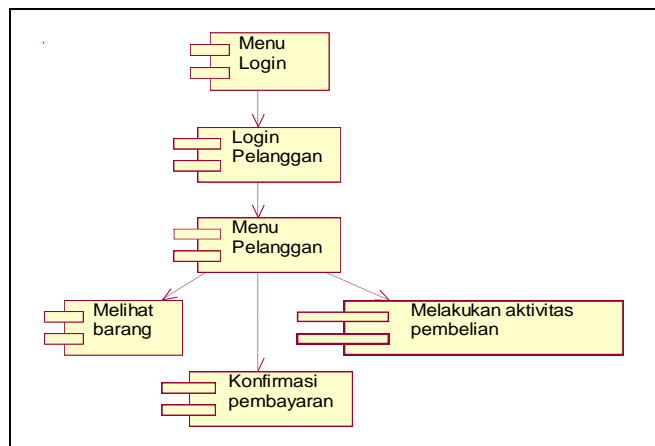 Menu
Login
Login
Pelanggan
Menu
Pelanggan
Melihat
barang
Melakukan aktivitas
pembelian
Konfirmasi
pembayaran